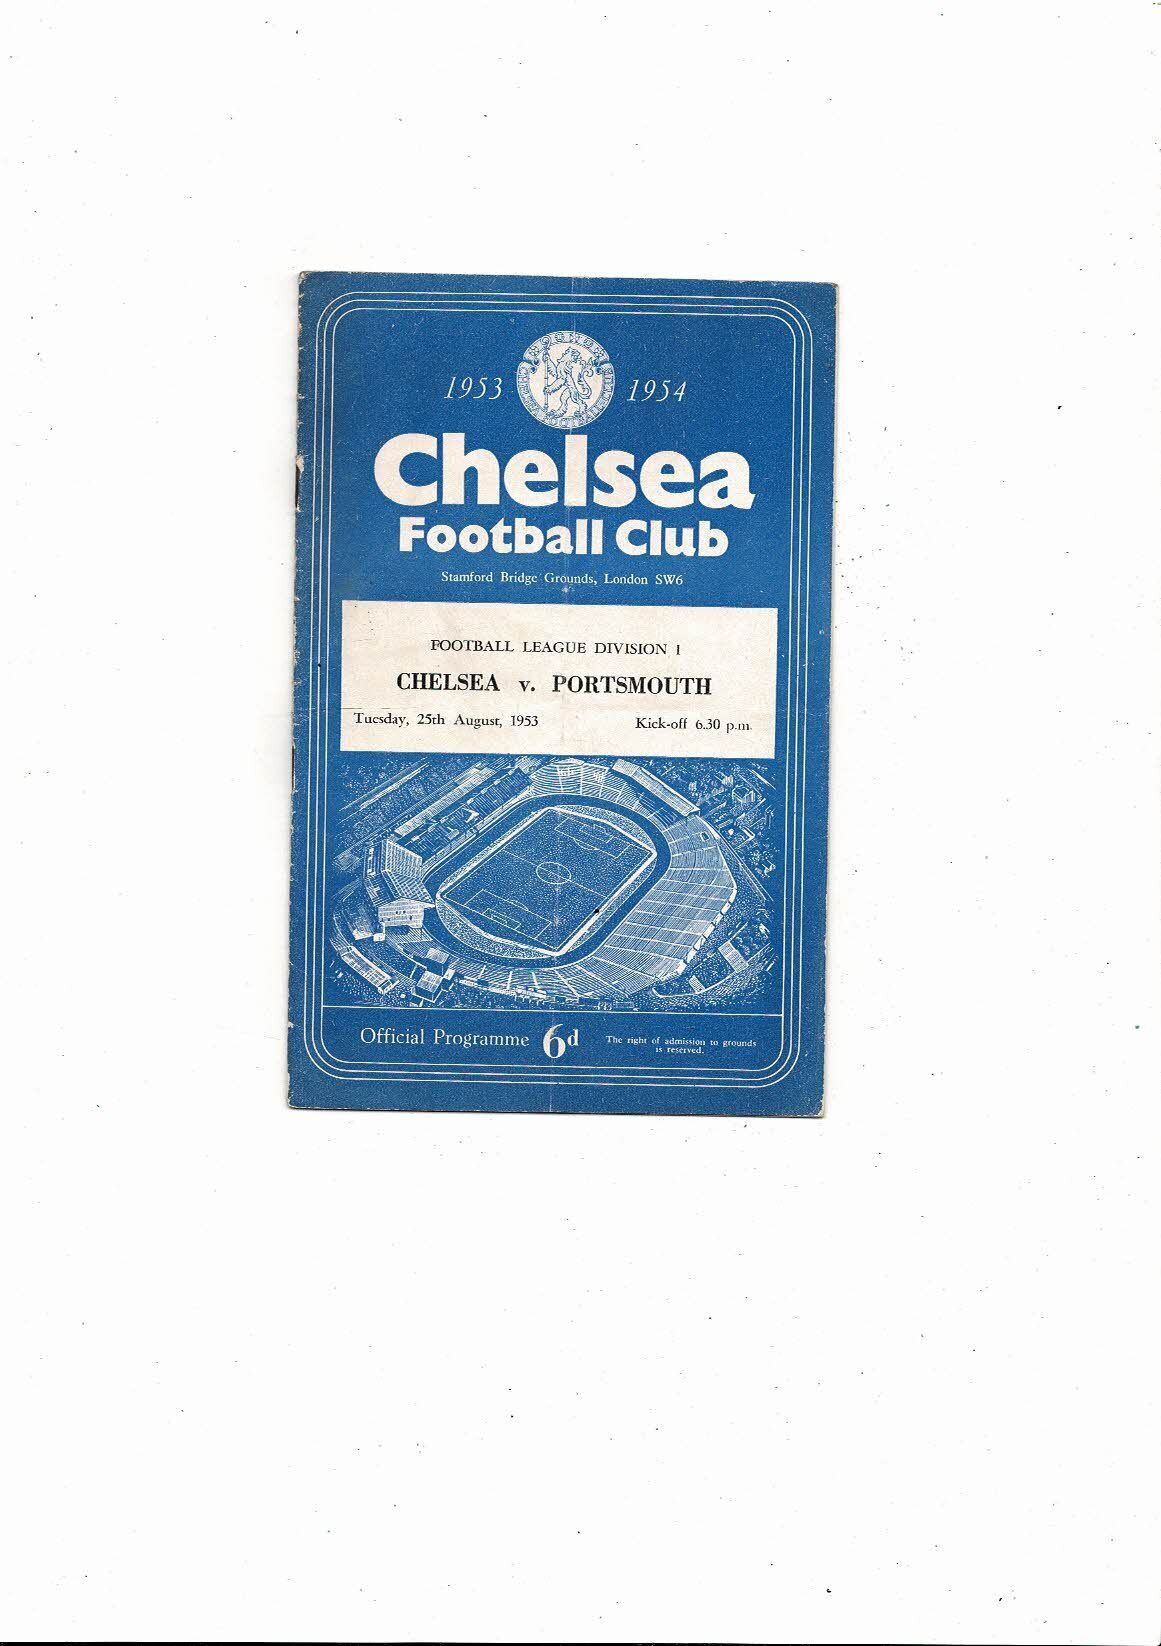 1953 1954
Chelsea
Football Club
Stamford Bridge Grounds, London SW6
FOOTBALL LEAGUE DIVISION 1
CHELSEA v. PORTSMOUTH
Tuesday, 25th August, 1953 Kick-off 6.30 p.m.
Official Programme 6d The right of admission to grounds
is reserved.